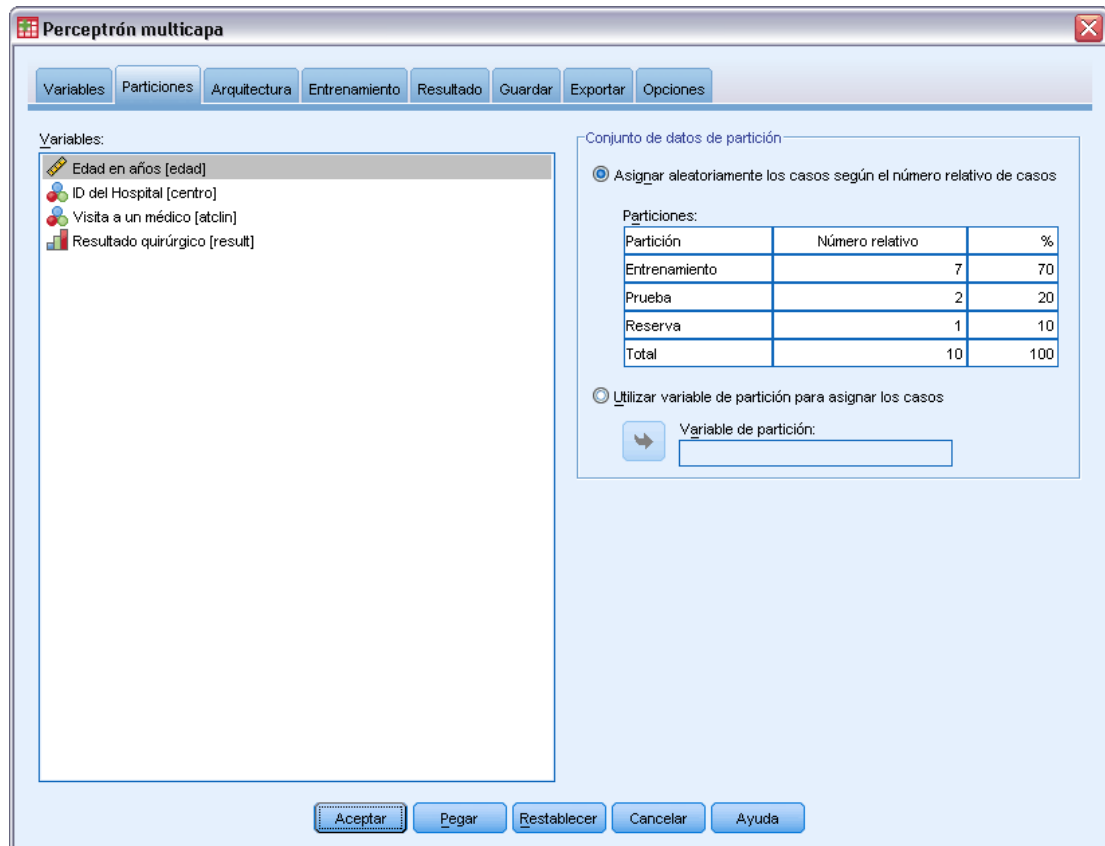 Perceptrón multicapa
Variables Particiones Arquitectura Entrenamiento Resultado Guardar Exportar Opciones
Variables:
Edad en años [edad]
ID del Hospital [centro]
Visita a un médico [atclin]
Resultado quirúrgico [result]
Conjunto de datos de partición
Asignar aleatoriamente los casos según el número relativo de casos
Particiones:
Partición Número relativo %
Entrenamiento 7 70
Prueba 2 20
Reserva 1 10
Total 10 100
Utilizar variable de partición para asignar los casos
Variable de partición:
Aceptar Pegar Restablecer Cancelar Ayuda